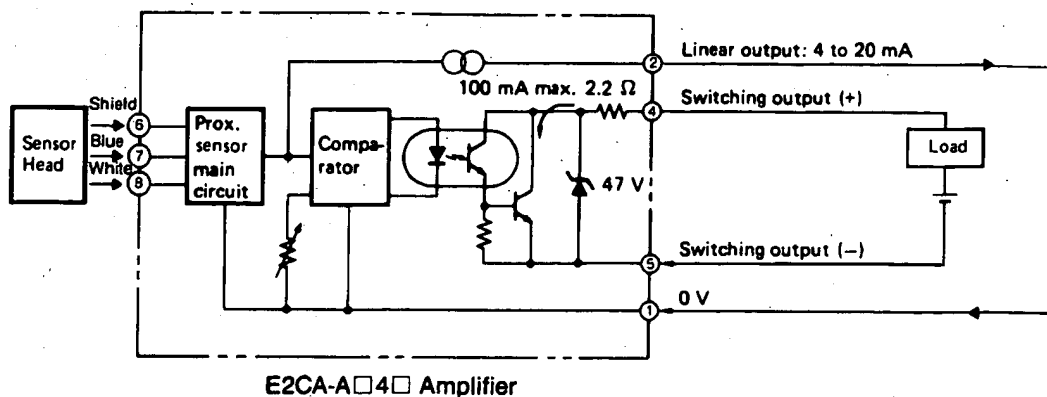 Linear output: 4 to 20 mA
2
100 mA max. 2.2 Ω
4
Switching output (+)
Shield
6
Blue
7
White
8
Sensor
Head
Prox.
sensor
main
circuit
Compa-
rator
Load
47 V
Switching output (−)
5
0 V
1
E2CA-A□4□ Amplifier